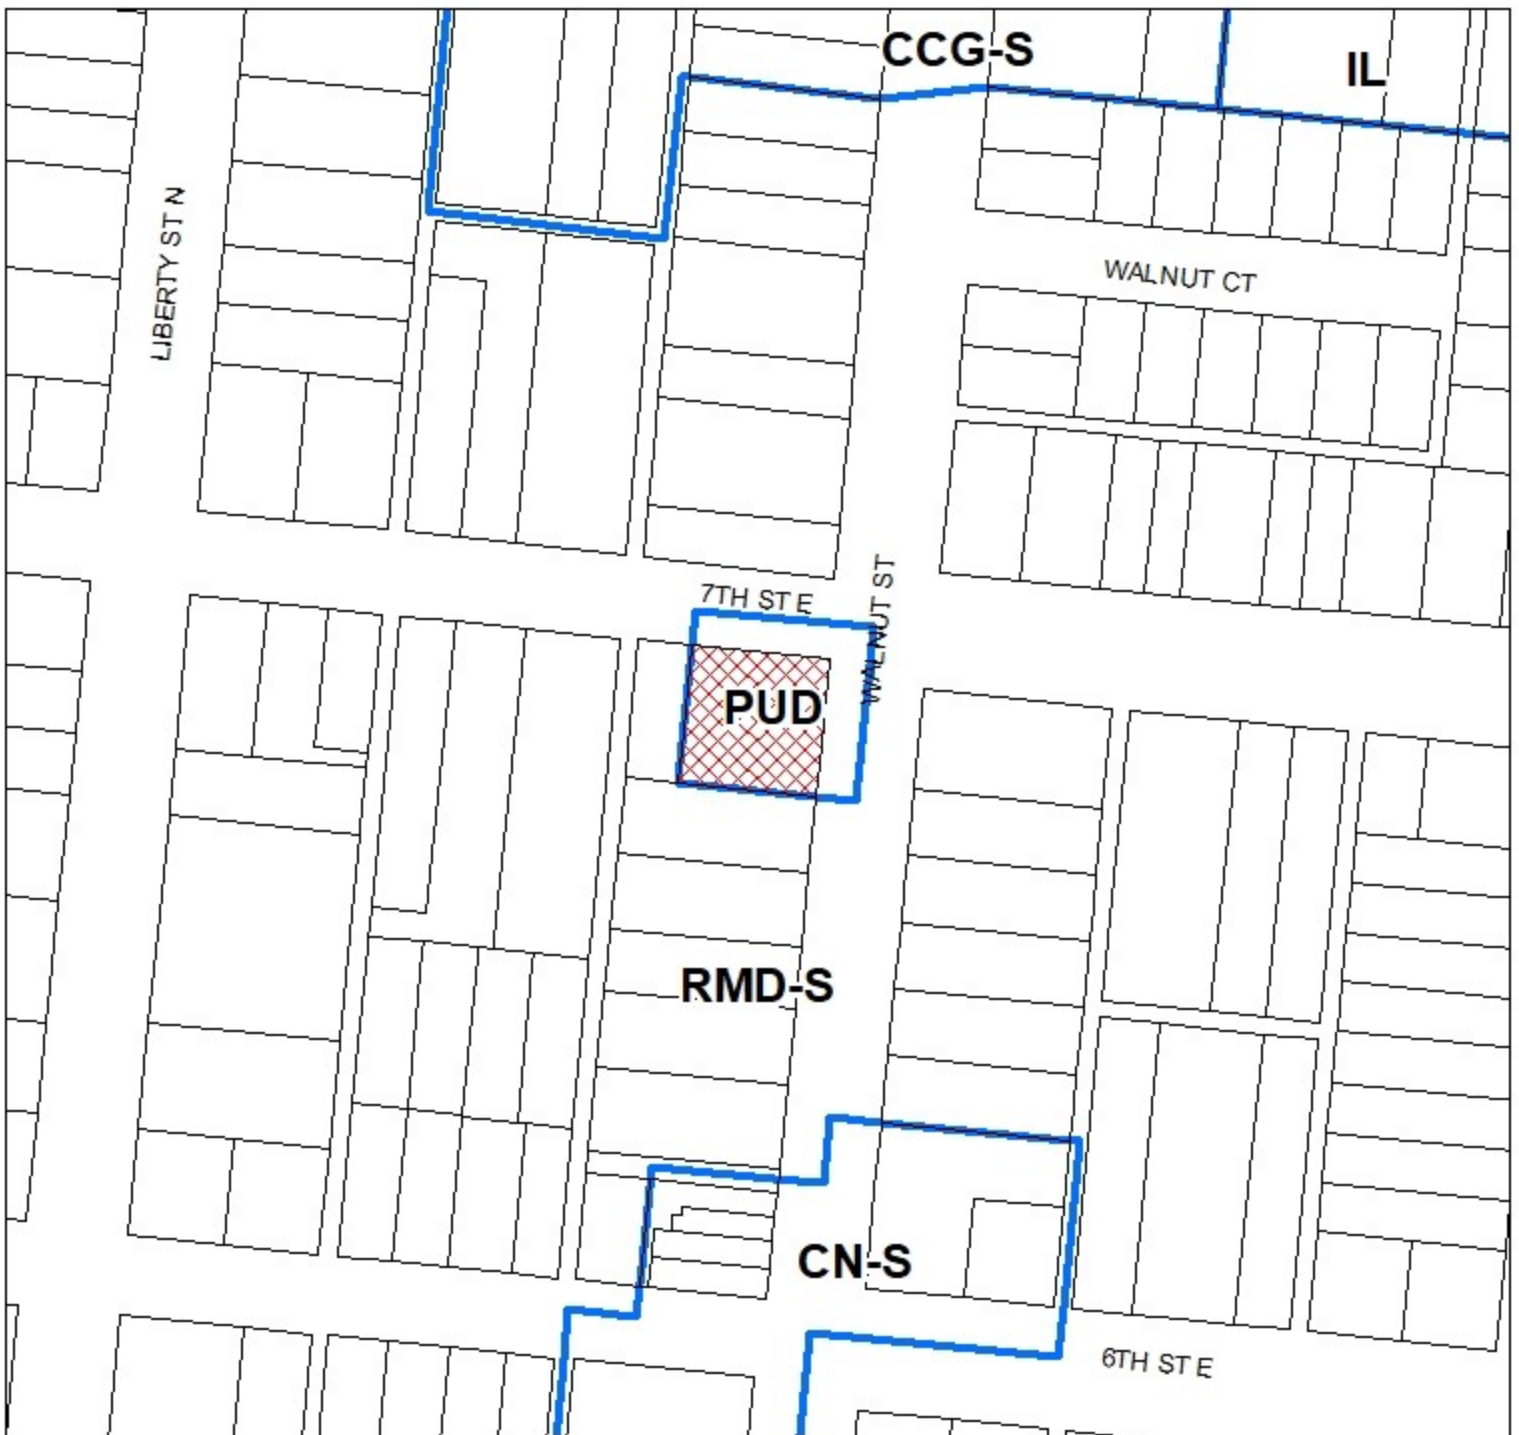 CCG-S
IL
LIBERTY ST N
WALNUT CT
7TH ST E
WALNUT ST
PUD
RMD-S
CN-S
6TH ST E